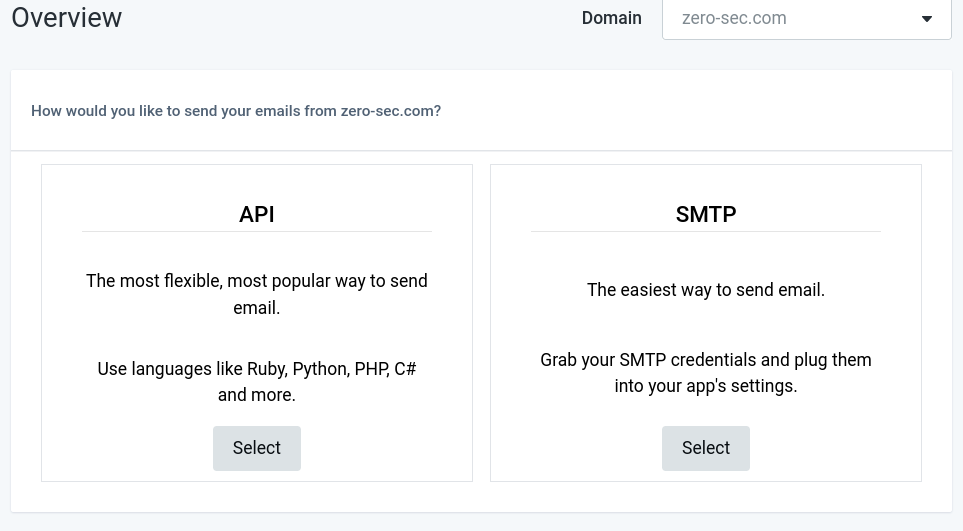 Overview
Domain
zero-sec.com
How would you like to send your emails from zero-sec.com?
API
The most flexible, most popular way to send
email.
Use languages like Ruby, Python, PHP, C#
and more.
Select
SMTP
The easiest way to send email.
Grab your SMTP credentials and plug them
into your app's settings.
Select